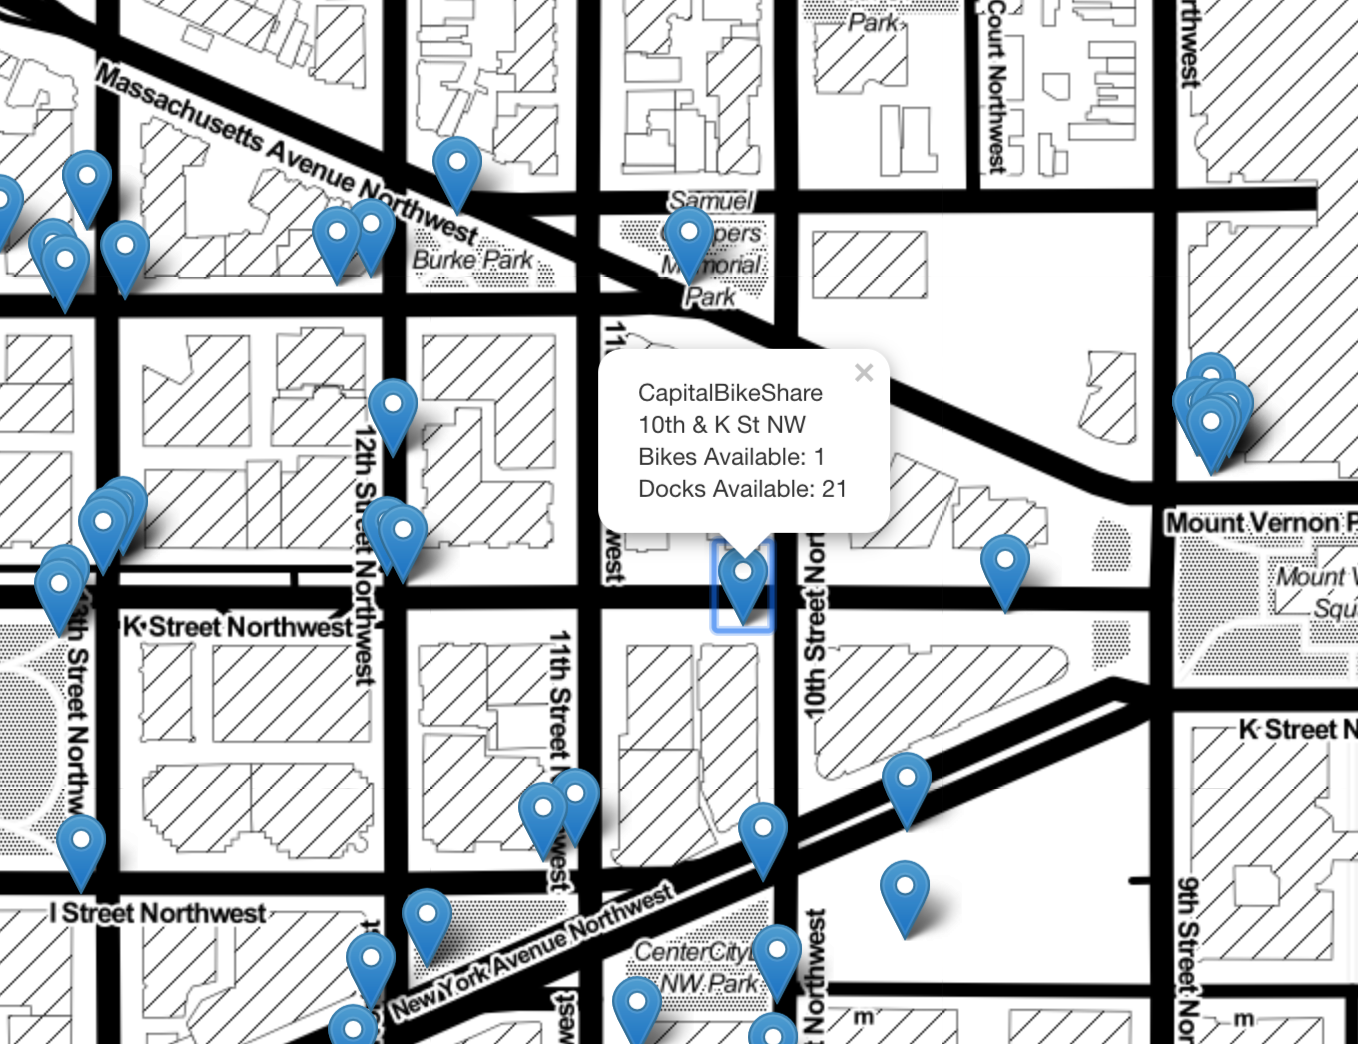 Park
Court Northwest
rthwest
Massachusetts Avenue Northwest
Samuel
pers
Memorial
Park
Burke Park
11
×
CapitalBikeShare
10th & K St NW
Bikes Available: 1
Docks Available: 21
12th Street Northwest
west
10th Street Nor
Mount Vernon P
Mount V
Squ
K Street Northwest
th Street Northw
11th Street N
west
10th Street
K Street N
I Street Northwest
New York Avenue Northwest
CenterCity
NW Park
t Northwest
9th Street Nor
west
m
m